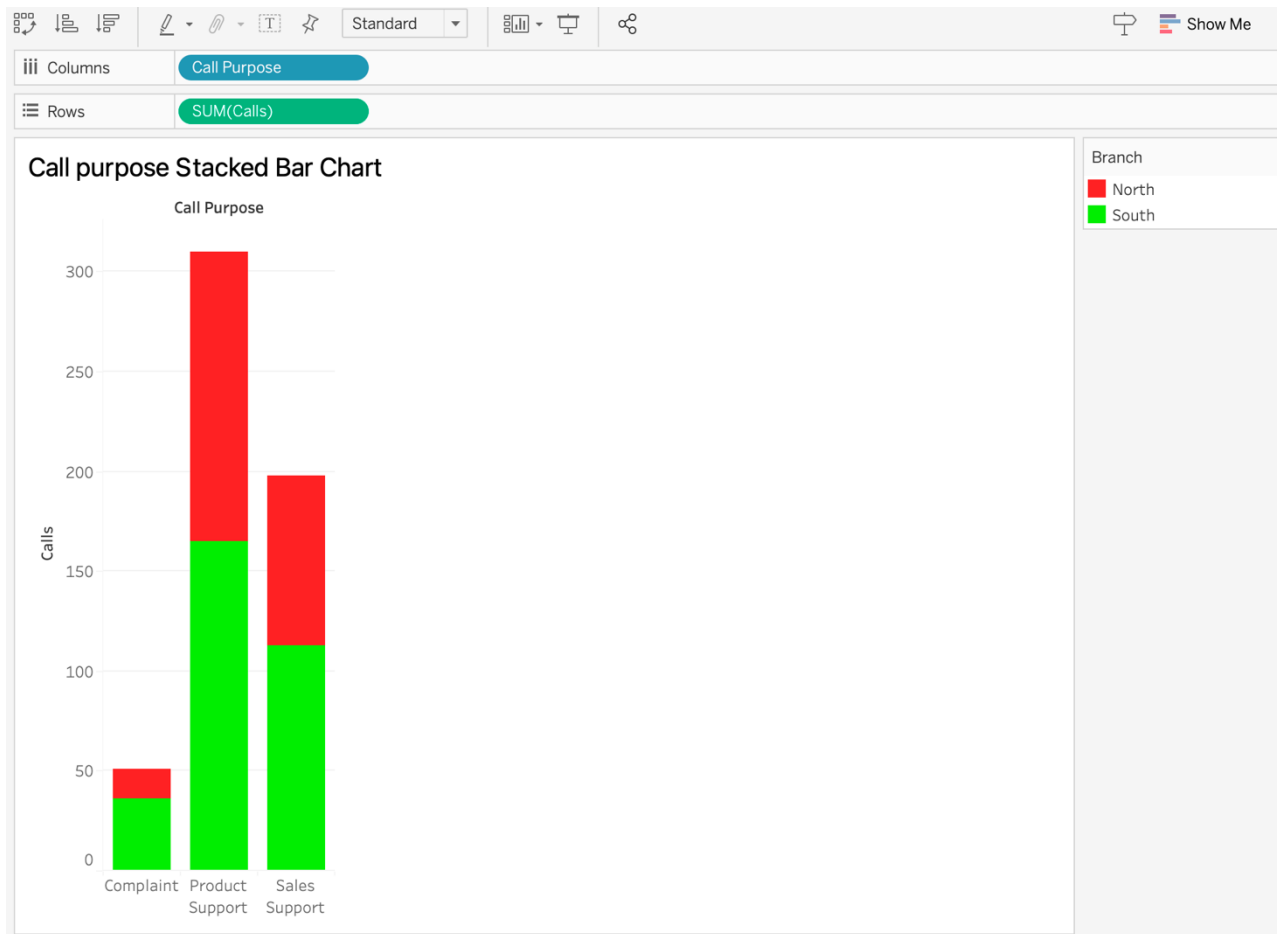 Standard
Show Me
Columns
Call Purpose
Rows
SUM(Calls)
Call purpose Stacked Bar Chart
Branch
North
South
Call Purpose
300
250
200
150
100
50
0
Calls
Complaint Product Sales
Support Support